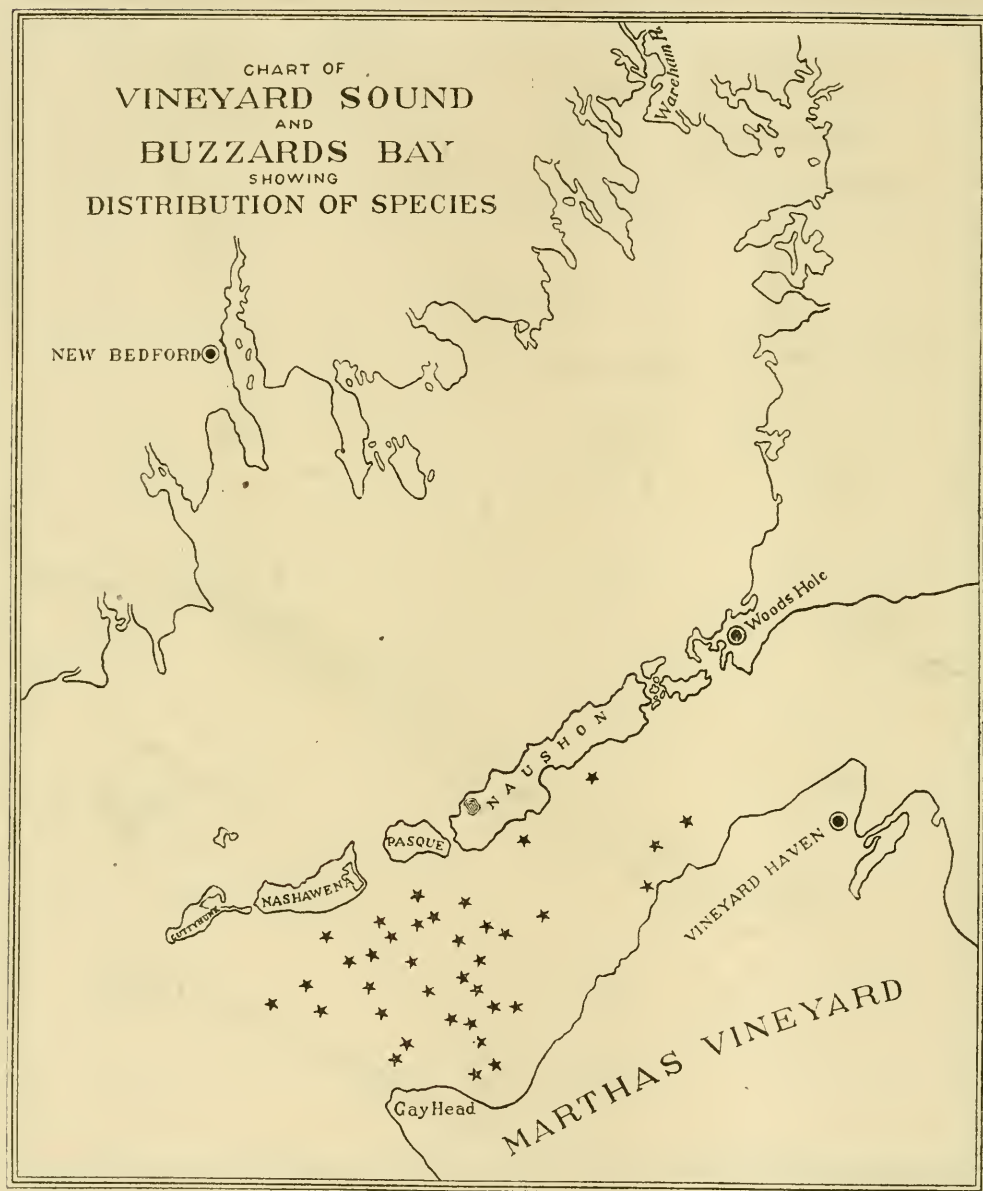 CHART OF
VINEYARD SOUND
AND
BUZZARDS BAY
SHOWING
DISTRIBUTION OF SPECIES
Wareham R.
NEW BEDFORD
Woods Hole
NAUSHON
PASQUE
NASHAWENA
CUTTYHUNK
VINEYARD HAVEN
MARTHAS VINEYARD
Gay Head